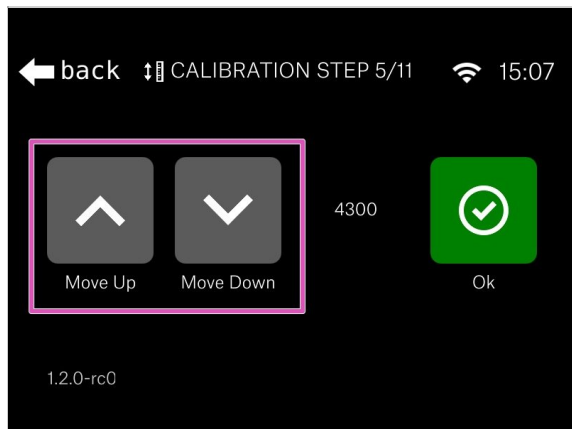 back CALIBRATION STEP 5/11 15:07
4300
Move Up Move Down Ok
1.2.0-rc0